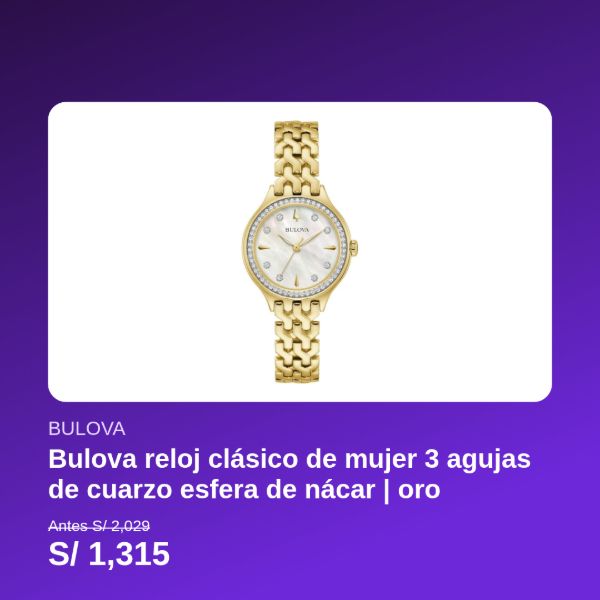 BULOVA
BULOVA
Bulova reloj clásico de mujer 3 agujas
de cuarzo esfera de nácar | oro
Antes S/ 2,029
S/ 1,315